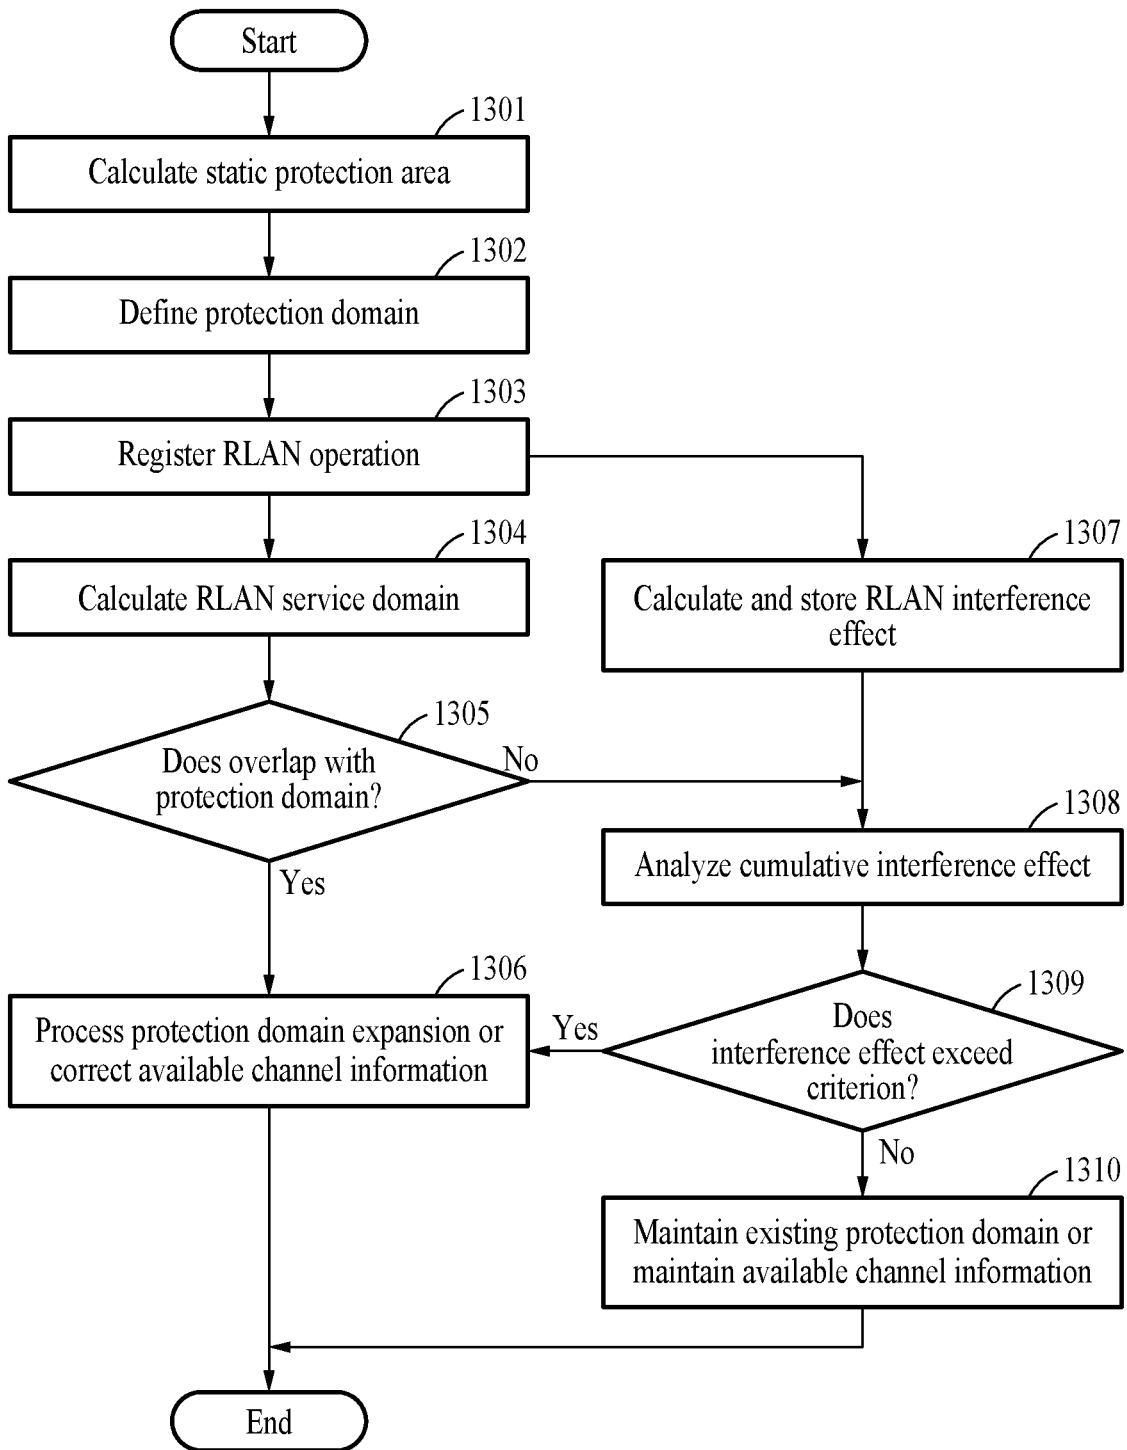 Start
1301
Calculate static protection area
1302
Define protection domain
1303
Register RLAN operation
1304
Calculate RLAN service domain
1307
Calculate and store RLAN interference
effect
1305
Does overlap with
protection domain?
No
Yes
1308
Analyze cumulative interference effect
1306
Process protection domain expansion or
correct available channel information
1309
Does
interference effect exceed
criterion?
Yes
No
1310
Maintain existing protection domain or
maintain available channel information
End